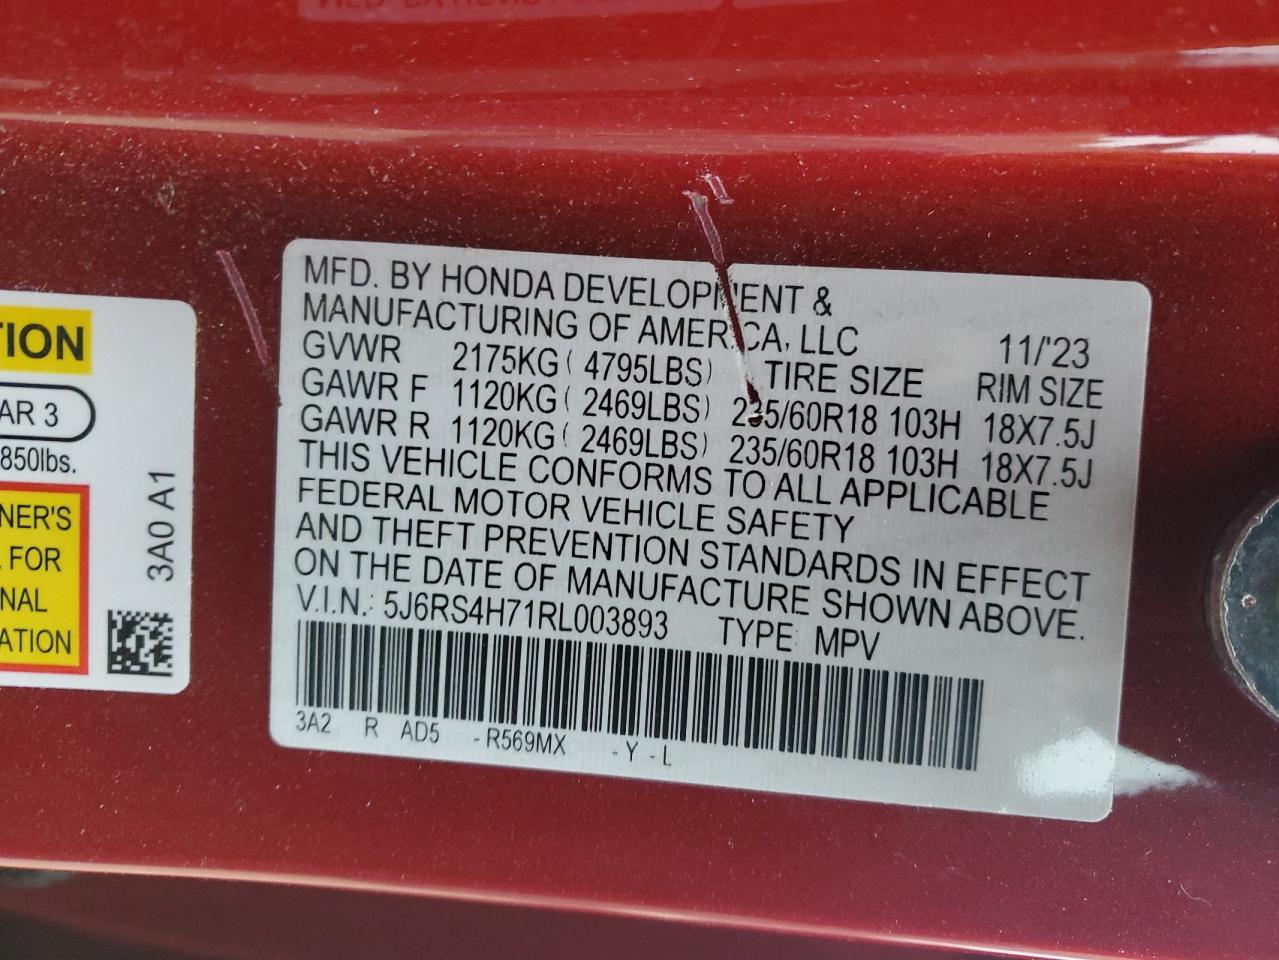 TION
AR 3
850lbs.
NER'S
FOR
NAL
ATION
3A0 A1
MFD. BY HONDA DEVELOPMENT &
MANUFACTURING OF AMERICA, LLC 11/'23
GVWR 2175KG ( 4795LBS) TIRE SIZE RIM SIZE
GAWR F 1120KG ( 2469LBS) 235/60R18 103H 18X7.5J
GAWR R 1120KG ( 2469LBS) 235/60R18 103H 18X7.5J
THIS VEHICLE CONFORMS TO ALL APPLICABLE
FEDERAL MOTOR VEHICLE SAFETY
AND THEFT PREVENTION STANDARDS IN EFFECT
ON THE DATE OF MANUFACTURE SHOWN ABOVE.
V.I.N.: 5J6RS4H71RL003893 TYPE: MPV
3A2 R AD5 - R569MX - Y - L